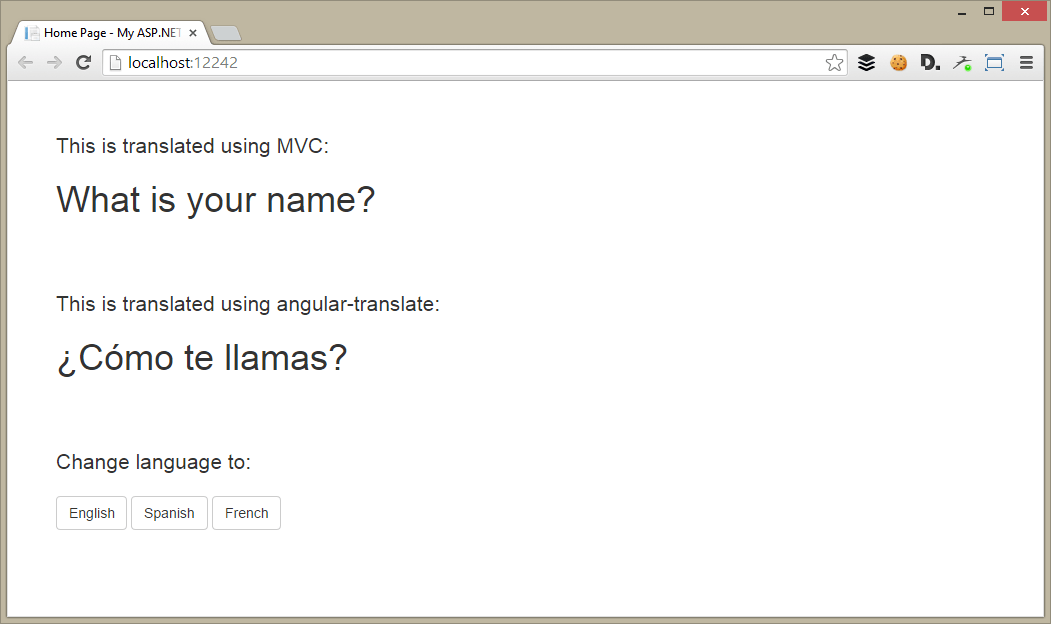 Home Page - My ASP.NET
localhost:12242
D.
This is translated using MVC:
What is your name?
This is translated using angular-translate:
¿Cómo te llamas?
Change language to:
English Spanish French